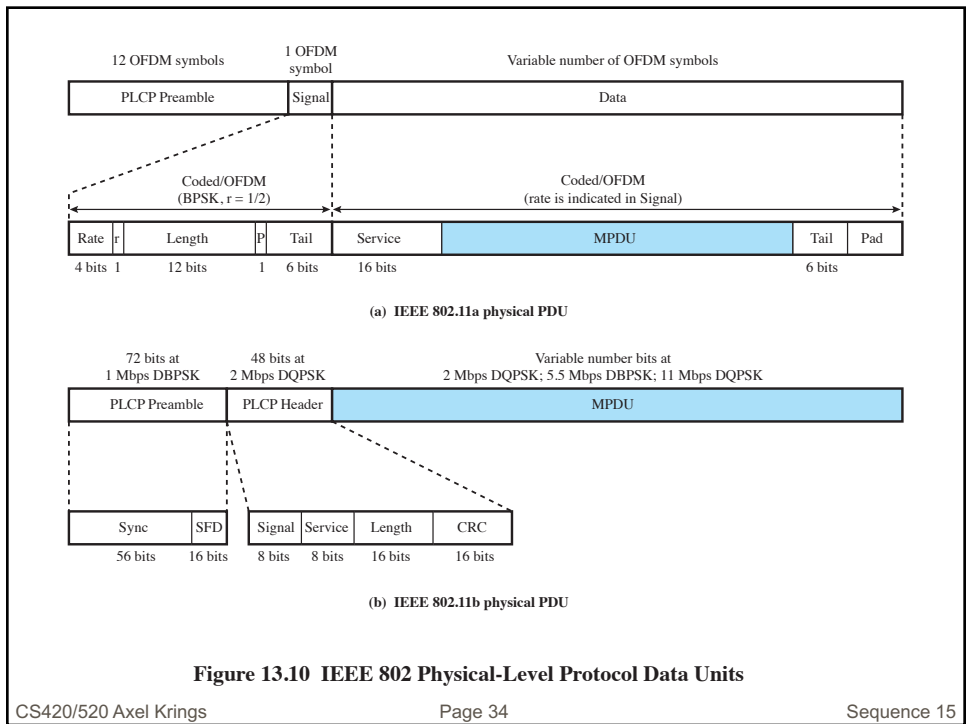 12 OFDM symbols
1 OFDM
symbol
Variable number of OFDM symbols
PLCP Preamble Signal Data
Coded/OFDM
(BPSK, r = 1/2)
Coded/OFDM
(rate is indicated in Signal)
Rate r Length P Tail Service MPDU Tail Pad
4 bits 1 12 bits 1 6 bits 16 bits 6 bits
(a) IEEE 802.11a physical PDU
72 bits at
1 Mbps DBPSK
48 bits at
2 Mbps DQPSK
Variable number bits at
2 Mbps DQPSK; 5.5 Mbps DBPSK; 11 Mbps DQPSK
PLCP Preamble PLCP Header MPDU
Sync SFD Signal Service Length CRC
56 bits 16 bits 8 bits 8 bits 16 bits 16 bits
(b) IEEE 802.11b physical PDU
Figure 13.10 IEEE 802 Physical-Level Protocol Data Units
CS420/520 Axel Krings Page 34 Sequence 15